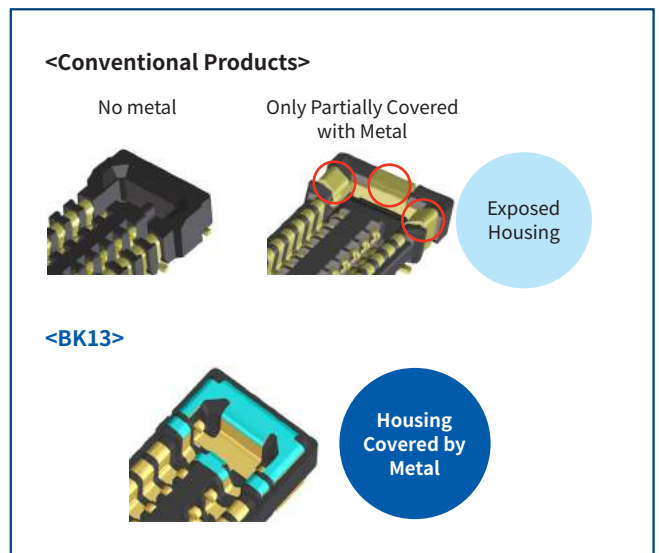 <Conventional Products>
No metal
Only Partially Covered
with Metal
Exposed
Housing
<BK13>
Housing
Covered by
Metal